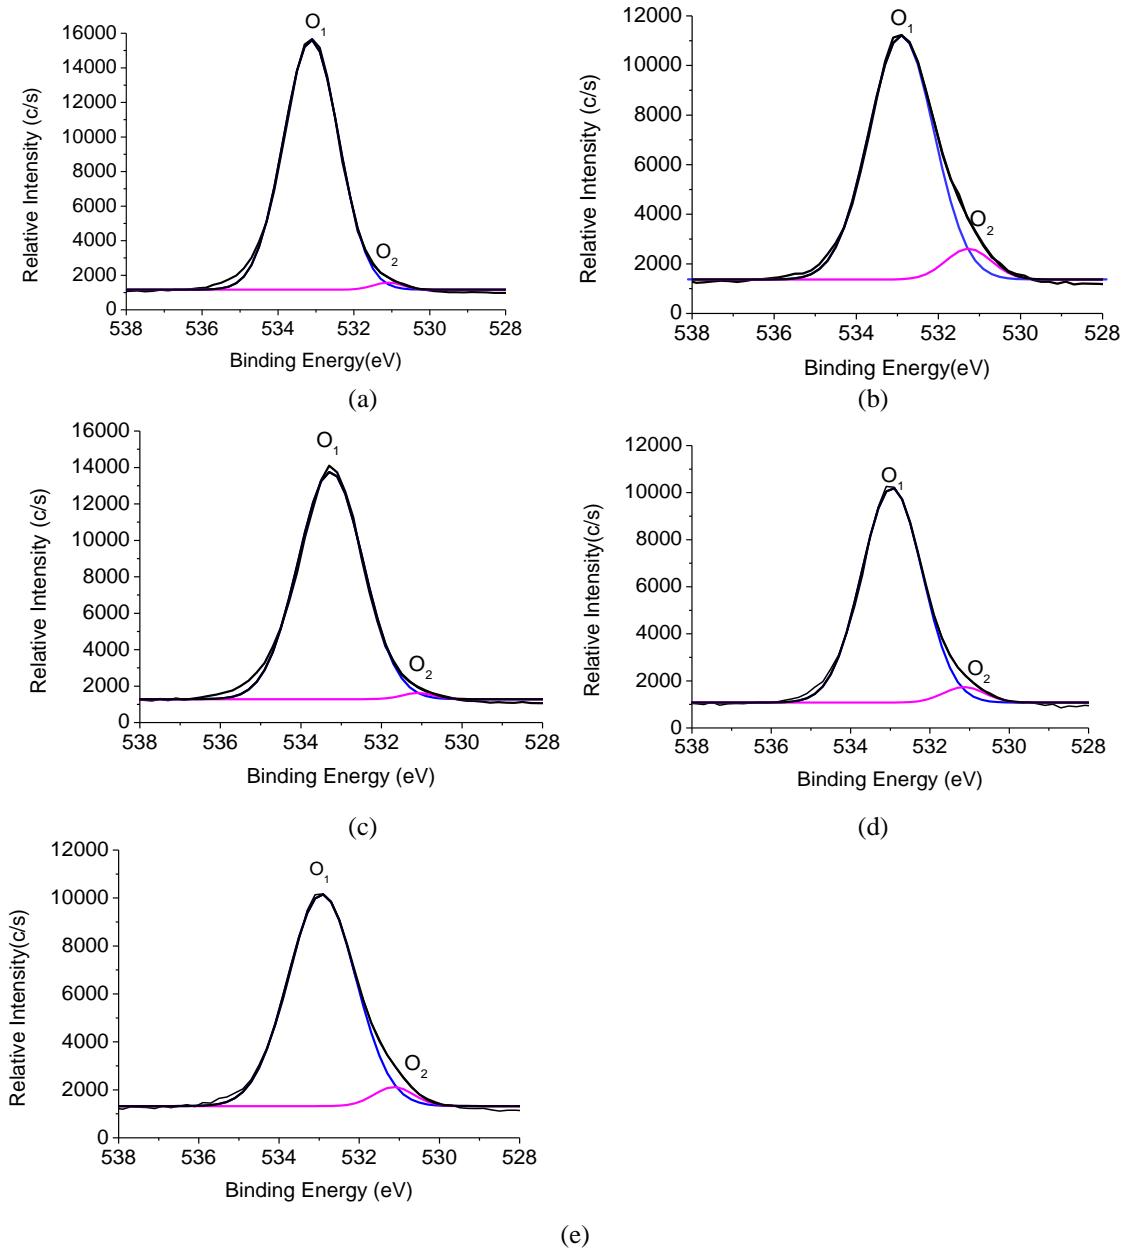 O1
O2
Relative Intensity (c/s)
16000
14000
12000
10000
8000
6000
4000
2000
0
538 536 534 532 530 528
Binding Energy(eV)
(a)
O1
O2
Relative Intensity (c/s)
12000
10000
8000
6000
4000
2000
0
538 536 534 532 530 528
Binding Energy(eV)
(b)
O1
O2
Relative Intensity (c/s)
16000
14000
12000
10000
8000
6000
4000
2000
0
538 536 534 532 530 528
Binding Energy (eV)
(c)
O1
O2
Relative Intensity(c/s)
12000
10000
8000
6000
4000
2000
0
538 536 534 532 530 528
Binding Energy (eV)
(d)
O1
O2
Relative Intensity(c/s)
12000
10000
8000
6000
4000
2000
0
538 536 534 532 530 528
Binding Energy (eV)
(e)